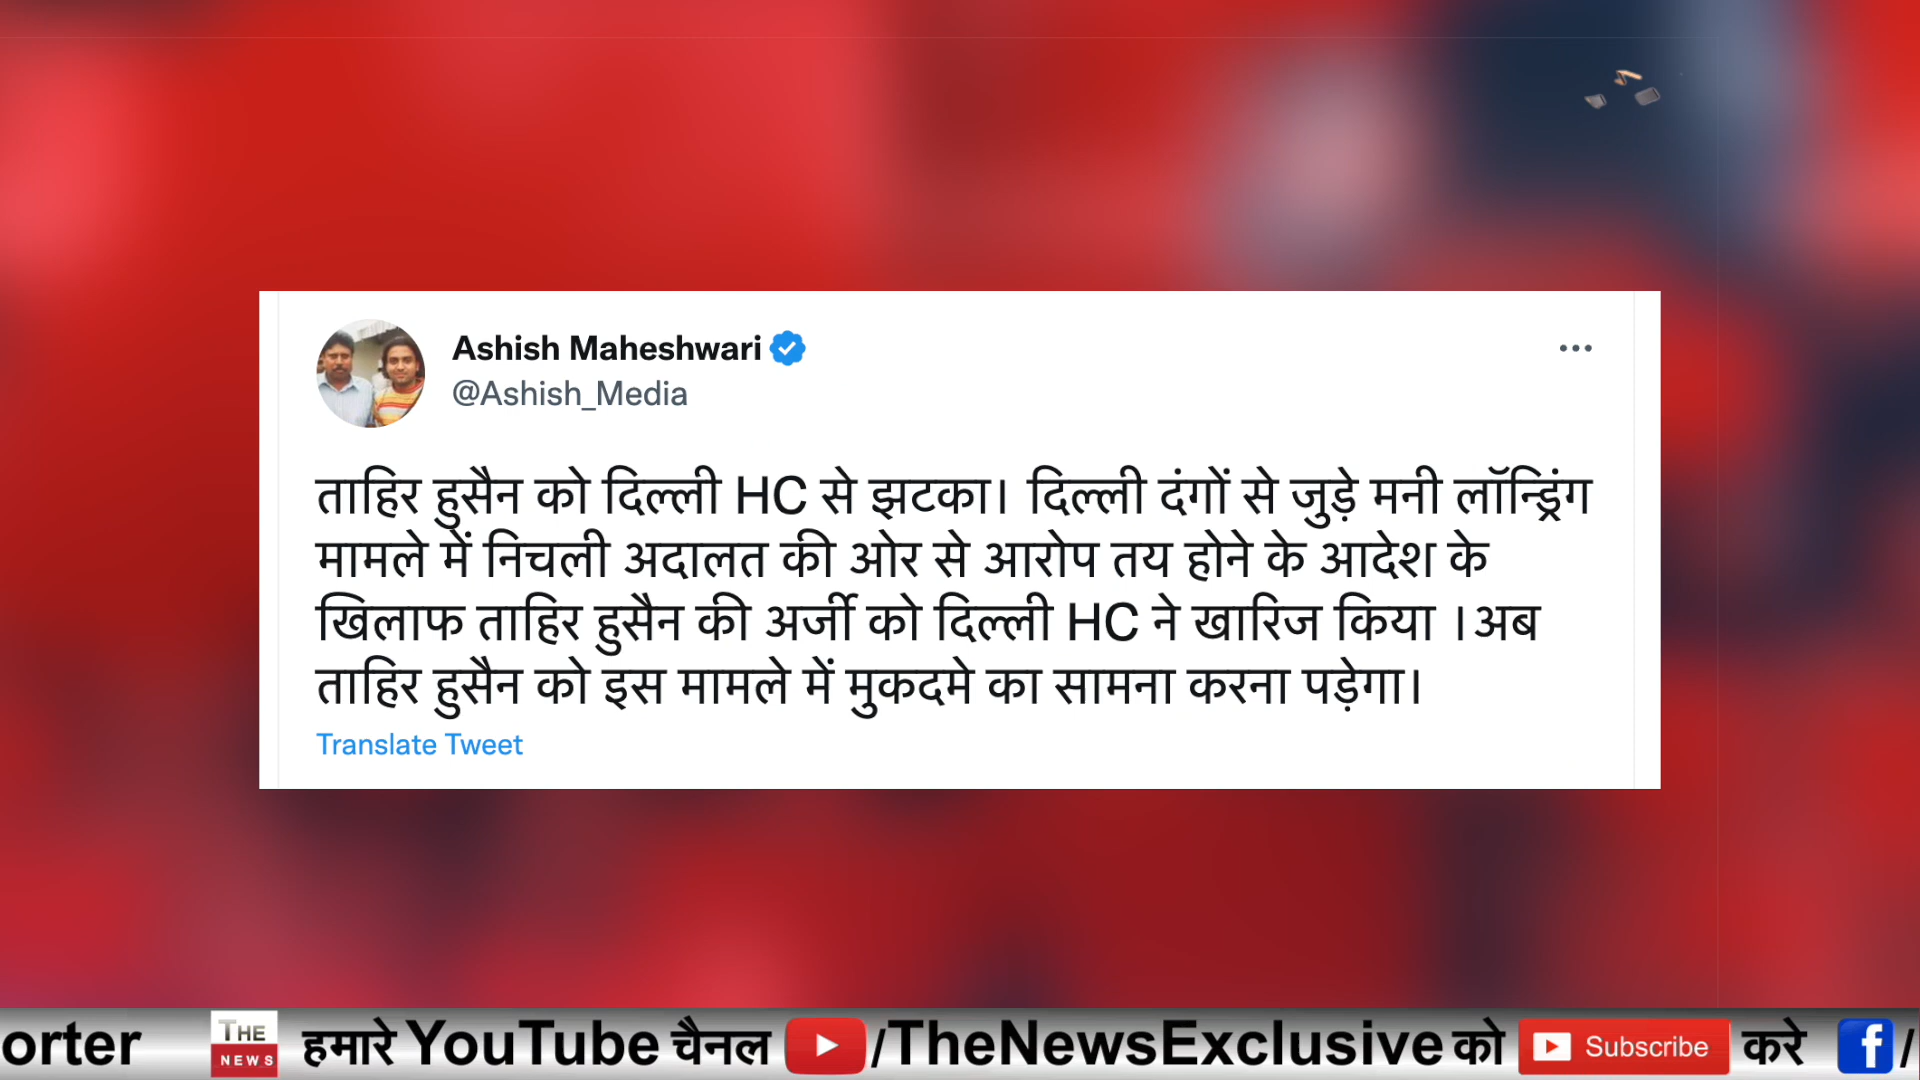 Ashish Maheshwari
@Ashish_Media
ताहिर हुसैन को दिल्ली HC से झटका। दिल्ली दंगों से जुड़े मनी लॉन्ड्रिंग
मामले में निचली अदालत की ओर से आरोप तय होने के आदेश के
खिलाफ ताहिर हुसैन की अर्जी को दिल्ली HC ने खारिज किया ।अब
ताहिर हुसैन को इस मामले में मुकदमे का सामना करना पड़ेगा।
Translate Tweet
orter THE NEWS हमारे YouTube चैनल /TheNewsExclusive को Subscribe करे f /